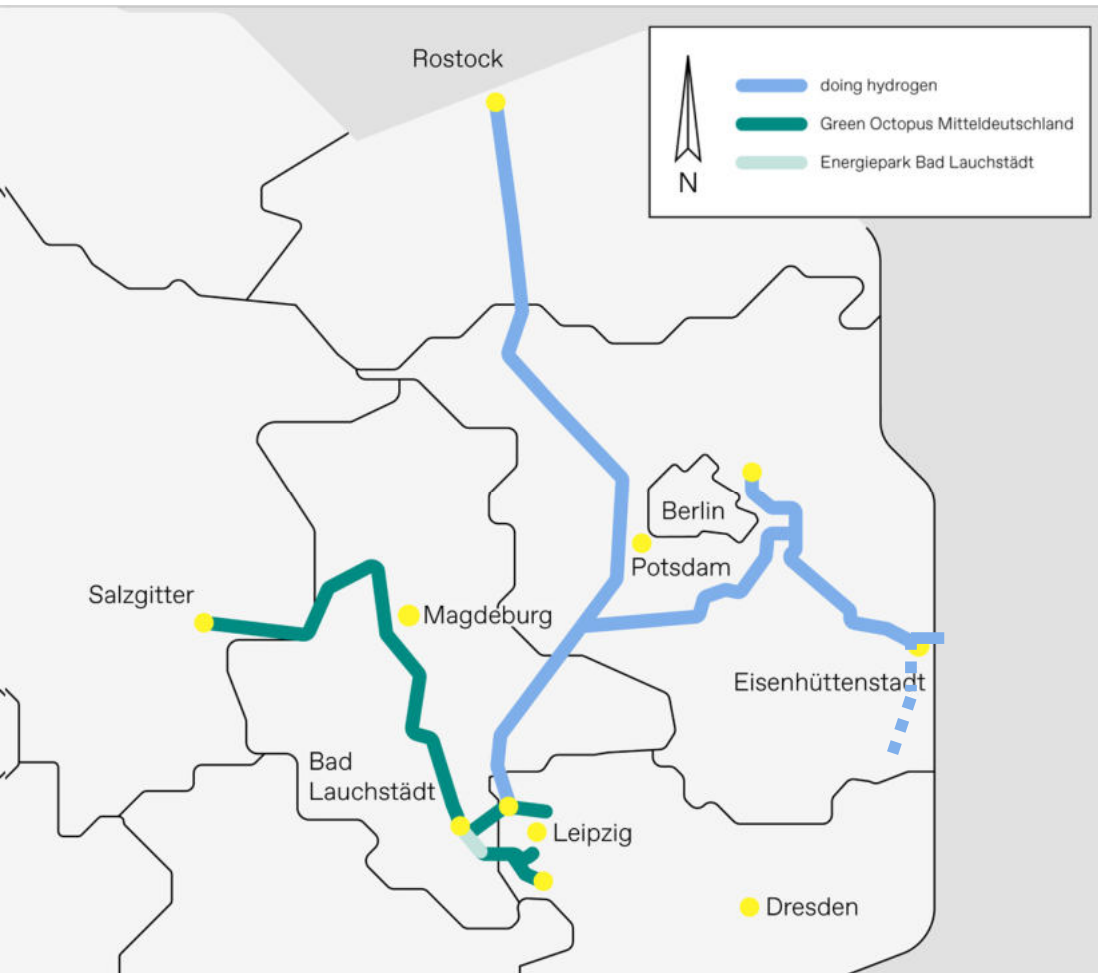 Rostock
doing hydrogen
Green Octopus Mitteldeutschland
Energiepark Bad Lauchstädt
N
Berlin
Potsdam
Salzgitter
Magdeburg
Eisenhüttenstadt
Bad
Lauchstädt
Leipzig
Dresden